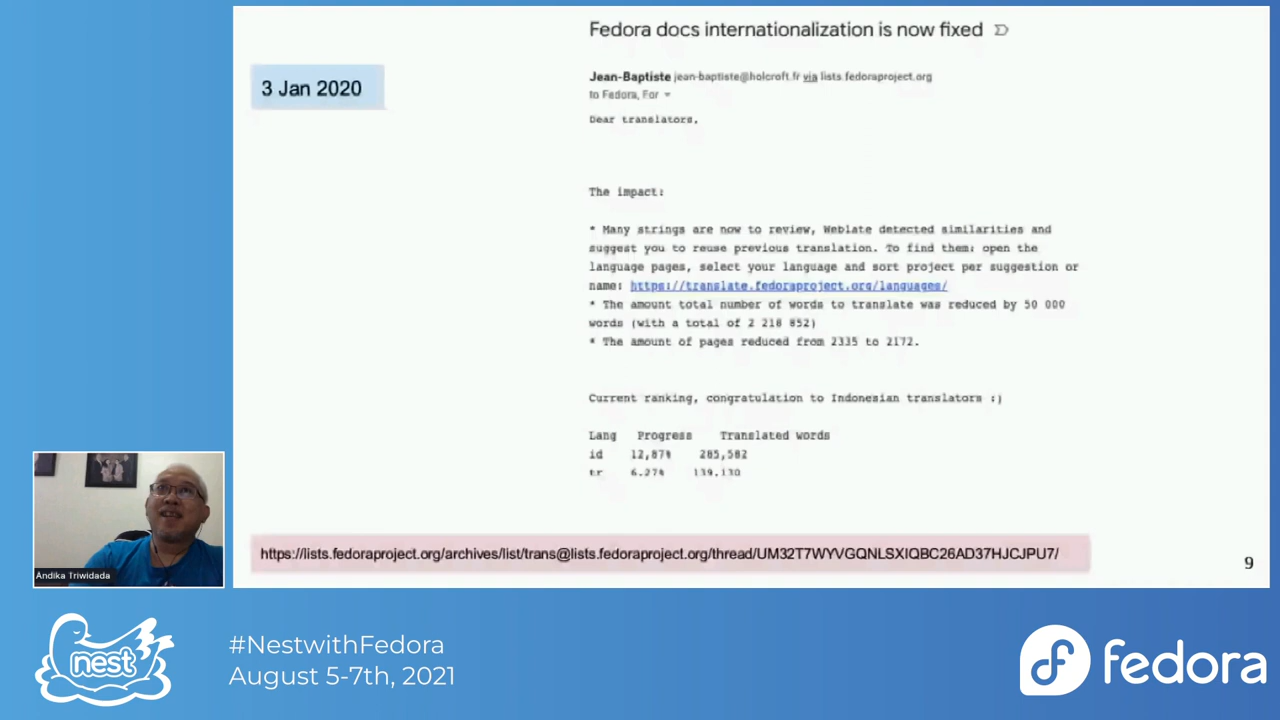 Fedora docs internationalization is now fixed
3 Jan 2020
Jean-Baptiste jean-baptiste@holcroft.fr via lists.fedoraproject.org
to Fedora, For
Dear translators,
The impact:
* Many strings are now to review, Weblate detected similarities and
suggest you to reuse previous translation. To find them: open the
language pages, select your language and sort project per suggestion or
name: https://translate.fedoraproject.org/languages/
* The amount total number of words to translate was reduced by 50 000
words (with a total of 2 218 852)
* The amount of pages reduced from 2335 to 2172.
Current ranking, congratulation to Indonesian translators :)
Lang Progress Translated words
id 12,87% 285,582
tr 6.27% 139,130
https://lists.fedoraproject.org/archives/list/trans@lists.fedoraproject.org/thread/UM32T7WYVGQNLSXIQBC26AD37HJCJPU7/
9
Andika Triwidada
nest
#NestwithFedora
August 5-7th, 2021
fedora